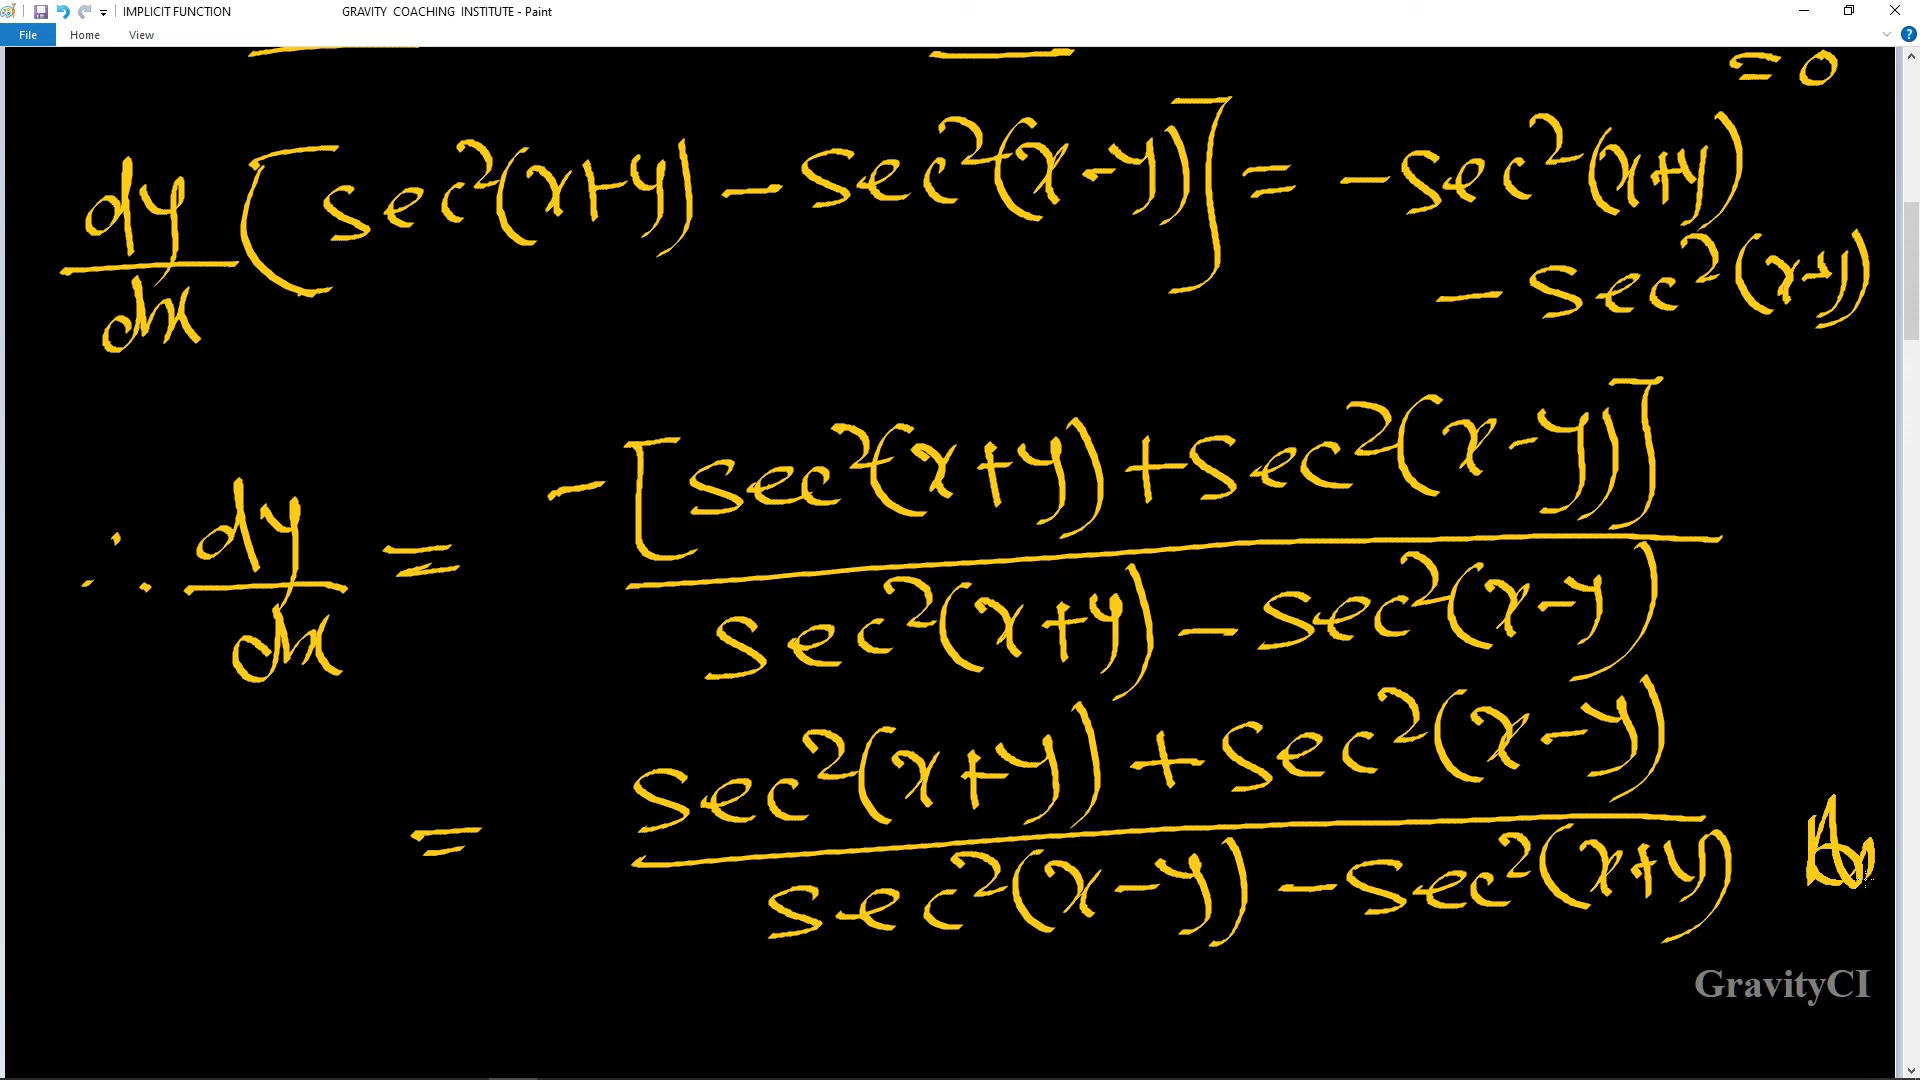 IMPLICIT FUNCTION GRAVITY COACHING INSTITUTE - Paint
File Home View
= 0
dy/dx [sec²(x+y) - sec²(x-y)] = -sec²(x+y)
- sec²(x-y)
∴ dy/dx = -[sec²(x+y) + sec²(x-y)] / sec²(x+y) - sec²(x-y)
= sec²(x+y) + sec²(x-y) / sec²(x-y) - sec²(x+y)
GravityCI